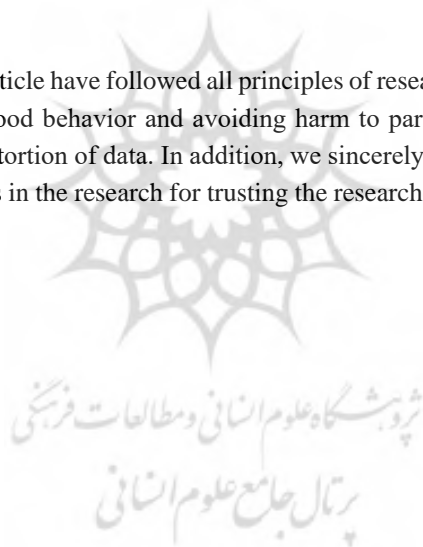 ticle have followed all principles of resea
ood behavior and avoiding harm to par
tortion of data. In addition, we sincerely
s in the research for trusting the research
پژوهشگاه علوم انسانی و مطالعات فرهنگی
پرتال جامع علوم انسانی